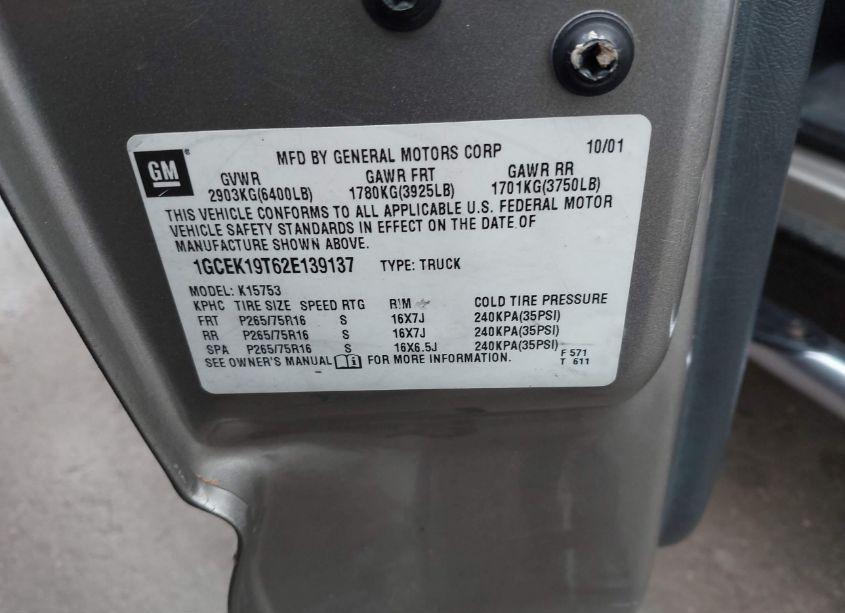 GM
MFD BY GENERAL MOTORS CORP 10/01
GVWR GAWR FRT GAWR RR
2903KG(6400LB) 1780KG(3925LB) 1701KG(3750LB)
THIS VEHICLE CONFORMS TO ALL APPLICABLE U.S. FEDERAL MOTOR
VEHICLE SAFETY STANDARDS IN EFFECT ON THE DATE OF
MANUFACTURE SHOWN ABOVE.
1GCEK19T62E139137 TYPE: TRUCK
MODEL: K15753
KPHC TIRE SIZE SPEED RTG RIM COLD TIRE PRESSURE
FRT P265/75R16 S 16X7J 240KPA(35PSI)
RR P265/75R16 S 16X7J 240KPA(35PSI)
SPA P265/75R16 S 16X6.5J 240KPA(35PSI)
SEE OWNER'S MANUAL i FOR MORE INFORMATION.
F 571
T 611